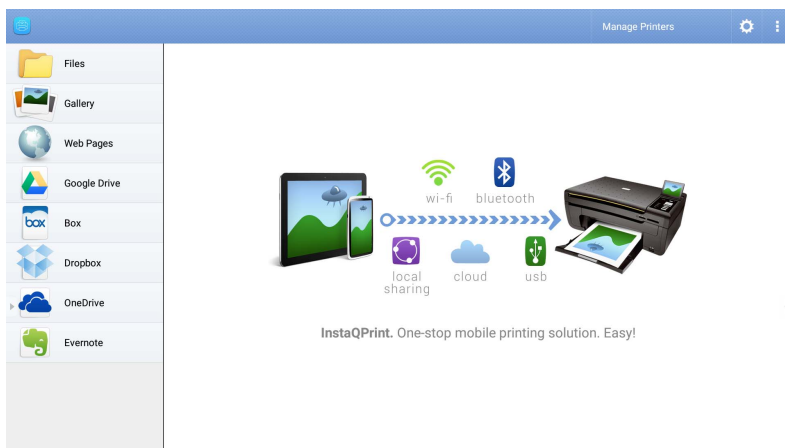 Manage Printers
Files
Gallery
Web Pages
Google Drive
box
Box
Dropbox
OneDrive
Evernote
wi-fi bluetooth
local cloud usb
sharing
InstaQPrint. One-stop mobile printing solution. Easy!